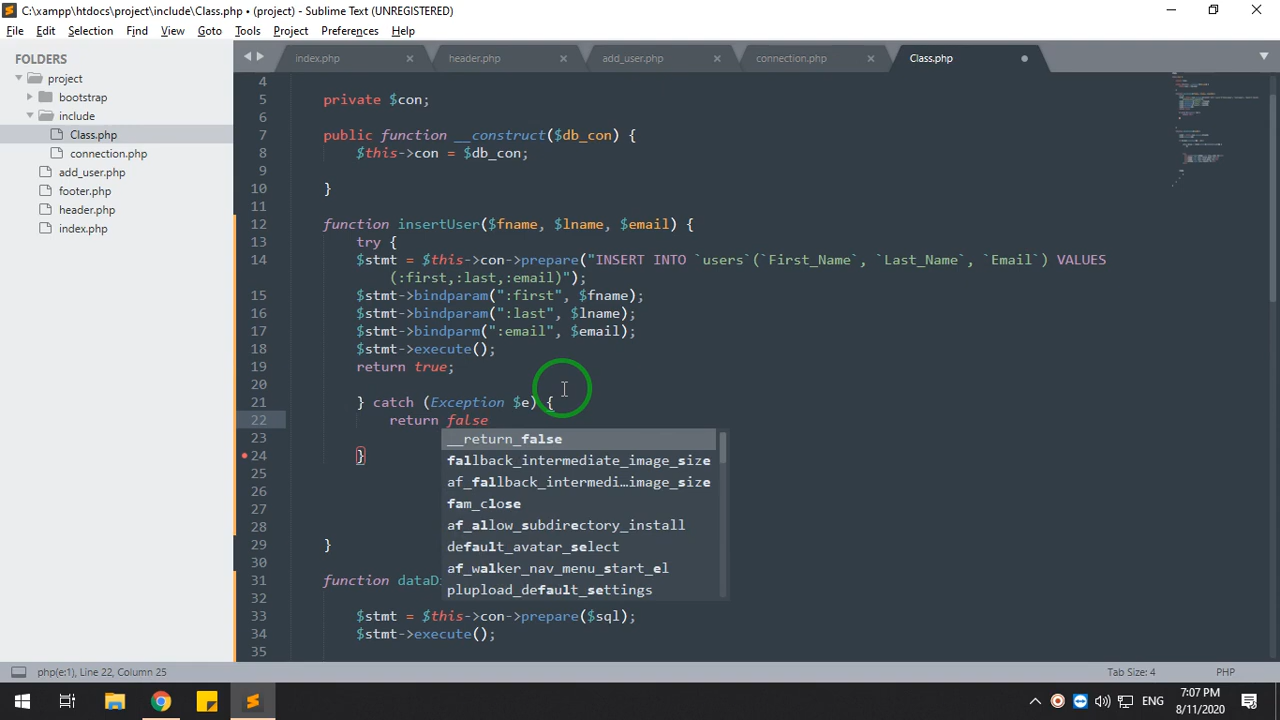 C:\xampp\htdocs\project\include\Class.php • (project) - Sublime Text (UNREGISTERED)
File Edit Selection Find View Goto Tools Project Preferences Help
FOLDERS
project
bootstrap
include
Class.php
connection.php
add_user.php
footer.php
header.php
index.php
index.php header.php add_user.php connection.php Class.php
4
5 private $con;
6
7 public function __construct($db_con) {
8 $this->con = $db_con;
9
10 }
11
12 function insertUser($fname, $lname, $email) {
13 try {
14 $stmt = $this->con->prepare("INSERT INTO `users`(`First_Name`, `Last_Name`, `Email`) VALUES
(:first,:last,:email)");
15 $stmt->bindparam(":first", $fname);
16 $stmt->bindparam(":last", $lname);
17 $stmt->bindparm(":email", $email);
18 $stmt->execute();
19 return true;
20
21 } catch (Exception $e) {
22 return false
23
24 }
25
26
27
28
29 }
30
31 function dataDi
32
33 $stmt = $this->con->prepare($sql);
34 $stmt->execute();
35
__return_false
fallback_intermediate_image_size
af_fallback_intermedi…image_size
fam_close
af_allow_subdirectory_install
default_avatar_select
af_walker_nav_menu_start_el
plupload_default_settings
php(e:1), Line 22, Column 25 Tab Size: 4 PHP
ENG
7:07 PM
8/11/2020